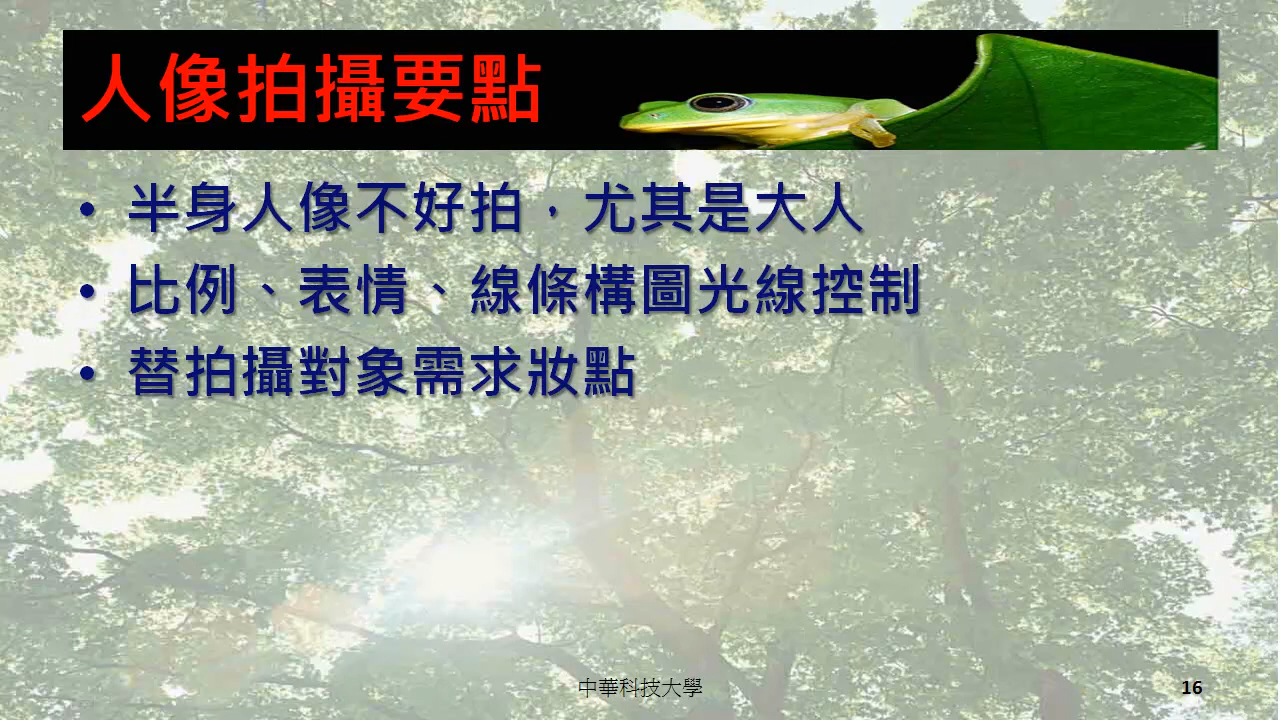 人像拍攝要點
• 半身人像不好拍，尤其是大人
• 比例、表情、線條構圖光線控制
• 替拍攝對象需求妝點
中華科技大學
16